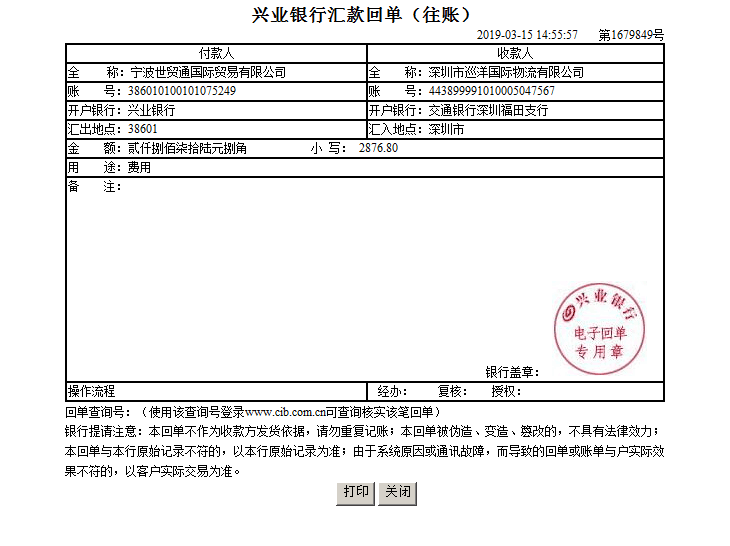 兴业银行汇款回单（往账）
2019-03-15 14:55:57 第1679849号
付款人 收款人
全 称：宁波世贸通国际贸易有限公司 全 称：深圳市巡洋国际物流有限公司
账 号：386010100101075249 账 号：443899991010005047567
开户银行：兴业银行 开户银行：交通银行深圳福田支行
汇出地点：38601 汇入地点：深圳市
金 额：贰仟捌佰柒拾陆元捌角 小 写： 2876.80
用 途：费用
备 注：
兴业银行
电子回单
专用章
银行盖章：
操作流程 经办： 复核： 授权：
回单查询号：（使用该查询号登录www.cib.com.cn可查询核实该笔回单）
银行提请注意：本回单不作为收款方发货依据，请勿重复记账；本回单被伪造、变造、篡改的，不具有法律效力；
本回单与本行原始记录不符的，以本行原始记录为准；由于系统原因或通讯故障，而导致的回单或账单与户实际效
果不符的，以客户实际交易为准。
打印 关闭